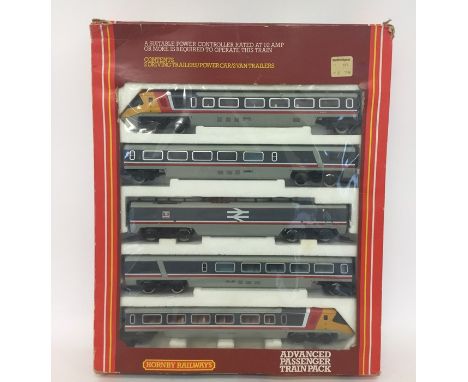 A SUITABLE POWER CONTROLLER RATED AT 1.0 AMP
OR MORE IS REQUIRED TO OPERATE THIS TRAIN
CONTENTS:
2 DRIVING TRAILERS/POWER CAR/2 VAN TRAILERS
HORNBY RAILWAYS
ADVANCED
PASSENGER
TRAIN PACK